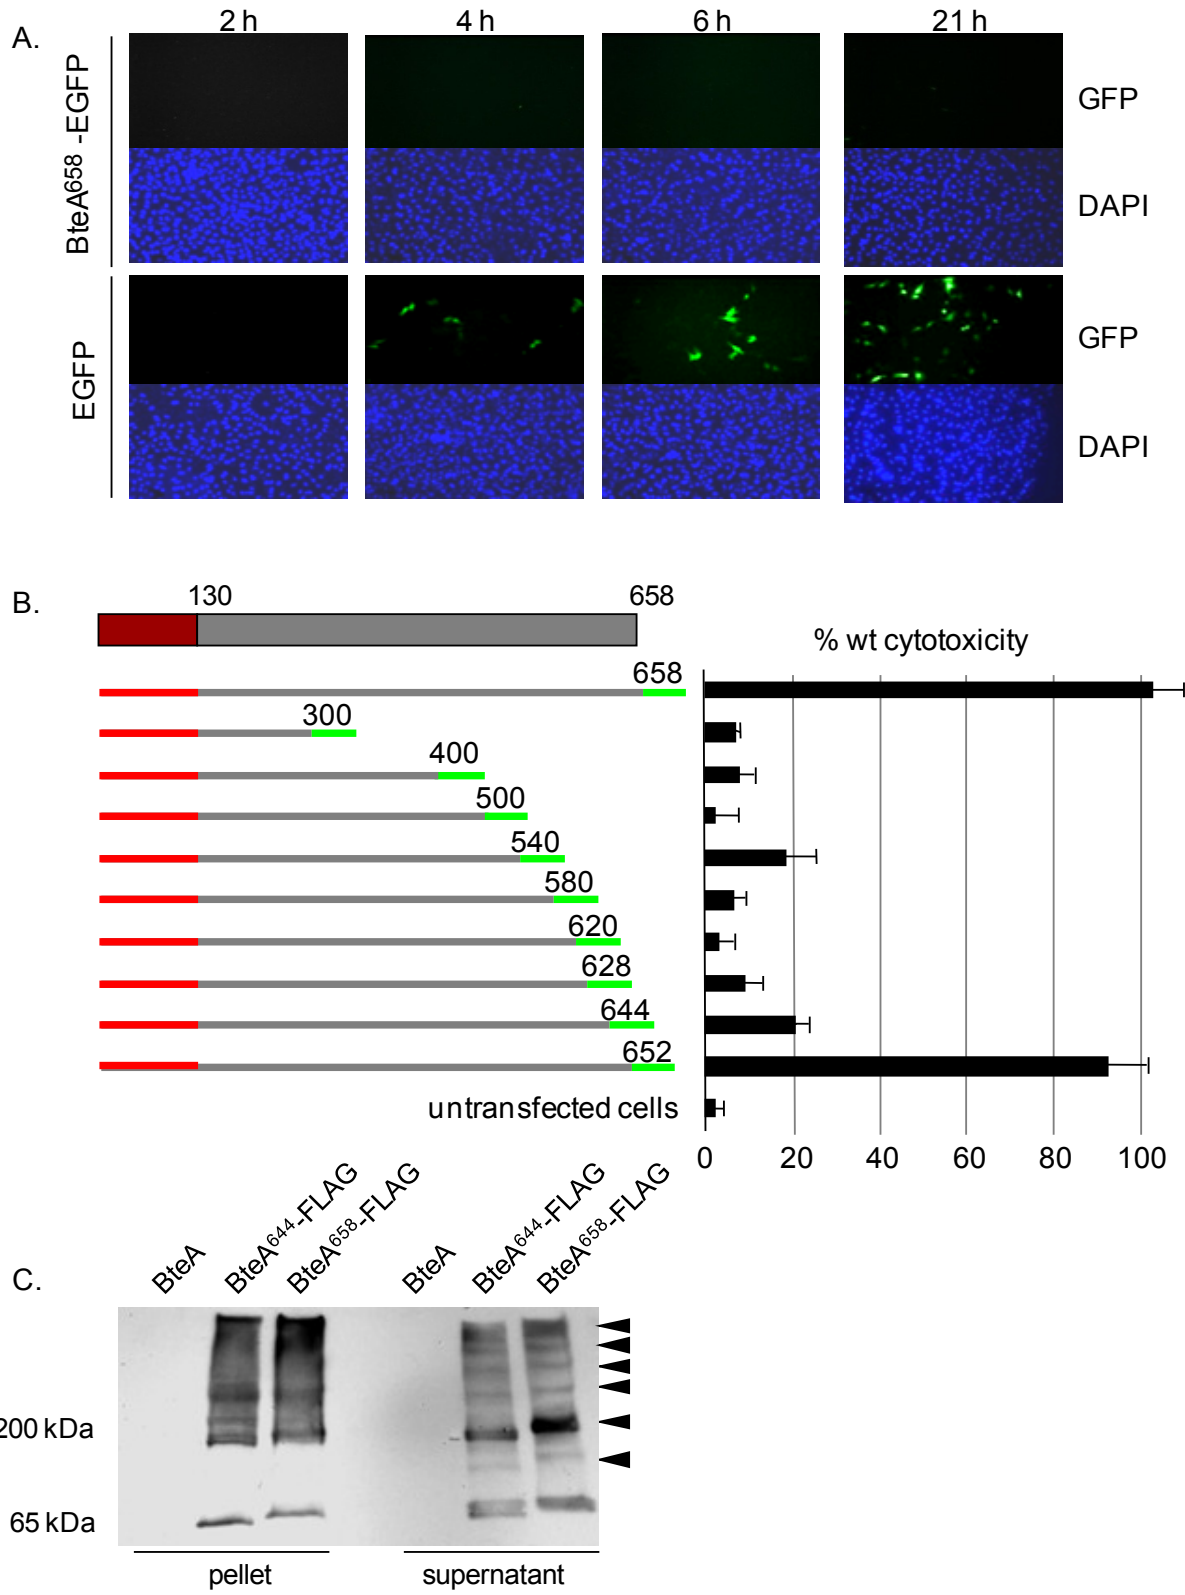 A.
2 h 4 h 6 h 21 h
BteA658 -EGFP
GFP
DAPI
EGFP
GFP
DAPI
B.
130 658
% wt cytotoxicity
658
300
400
500
540
580
620
628
644
652
untransfected cells
0 20 40 60 80 100
C.
BteA BteA644-FLAG BteA658-FLAG BteA BteA644-FLAG BteA658-FLAG
200 kDa
65 kDa
pellet supernatant